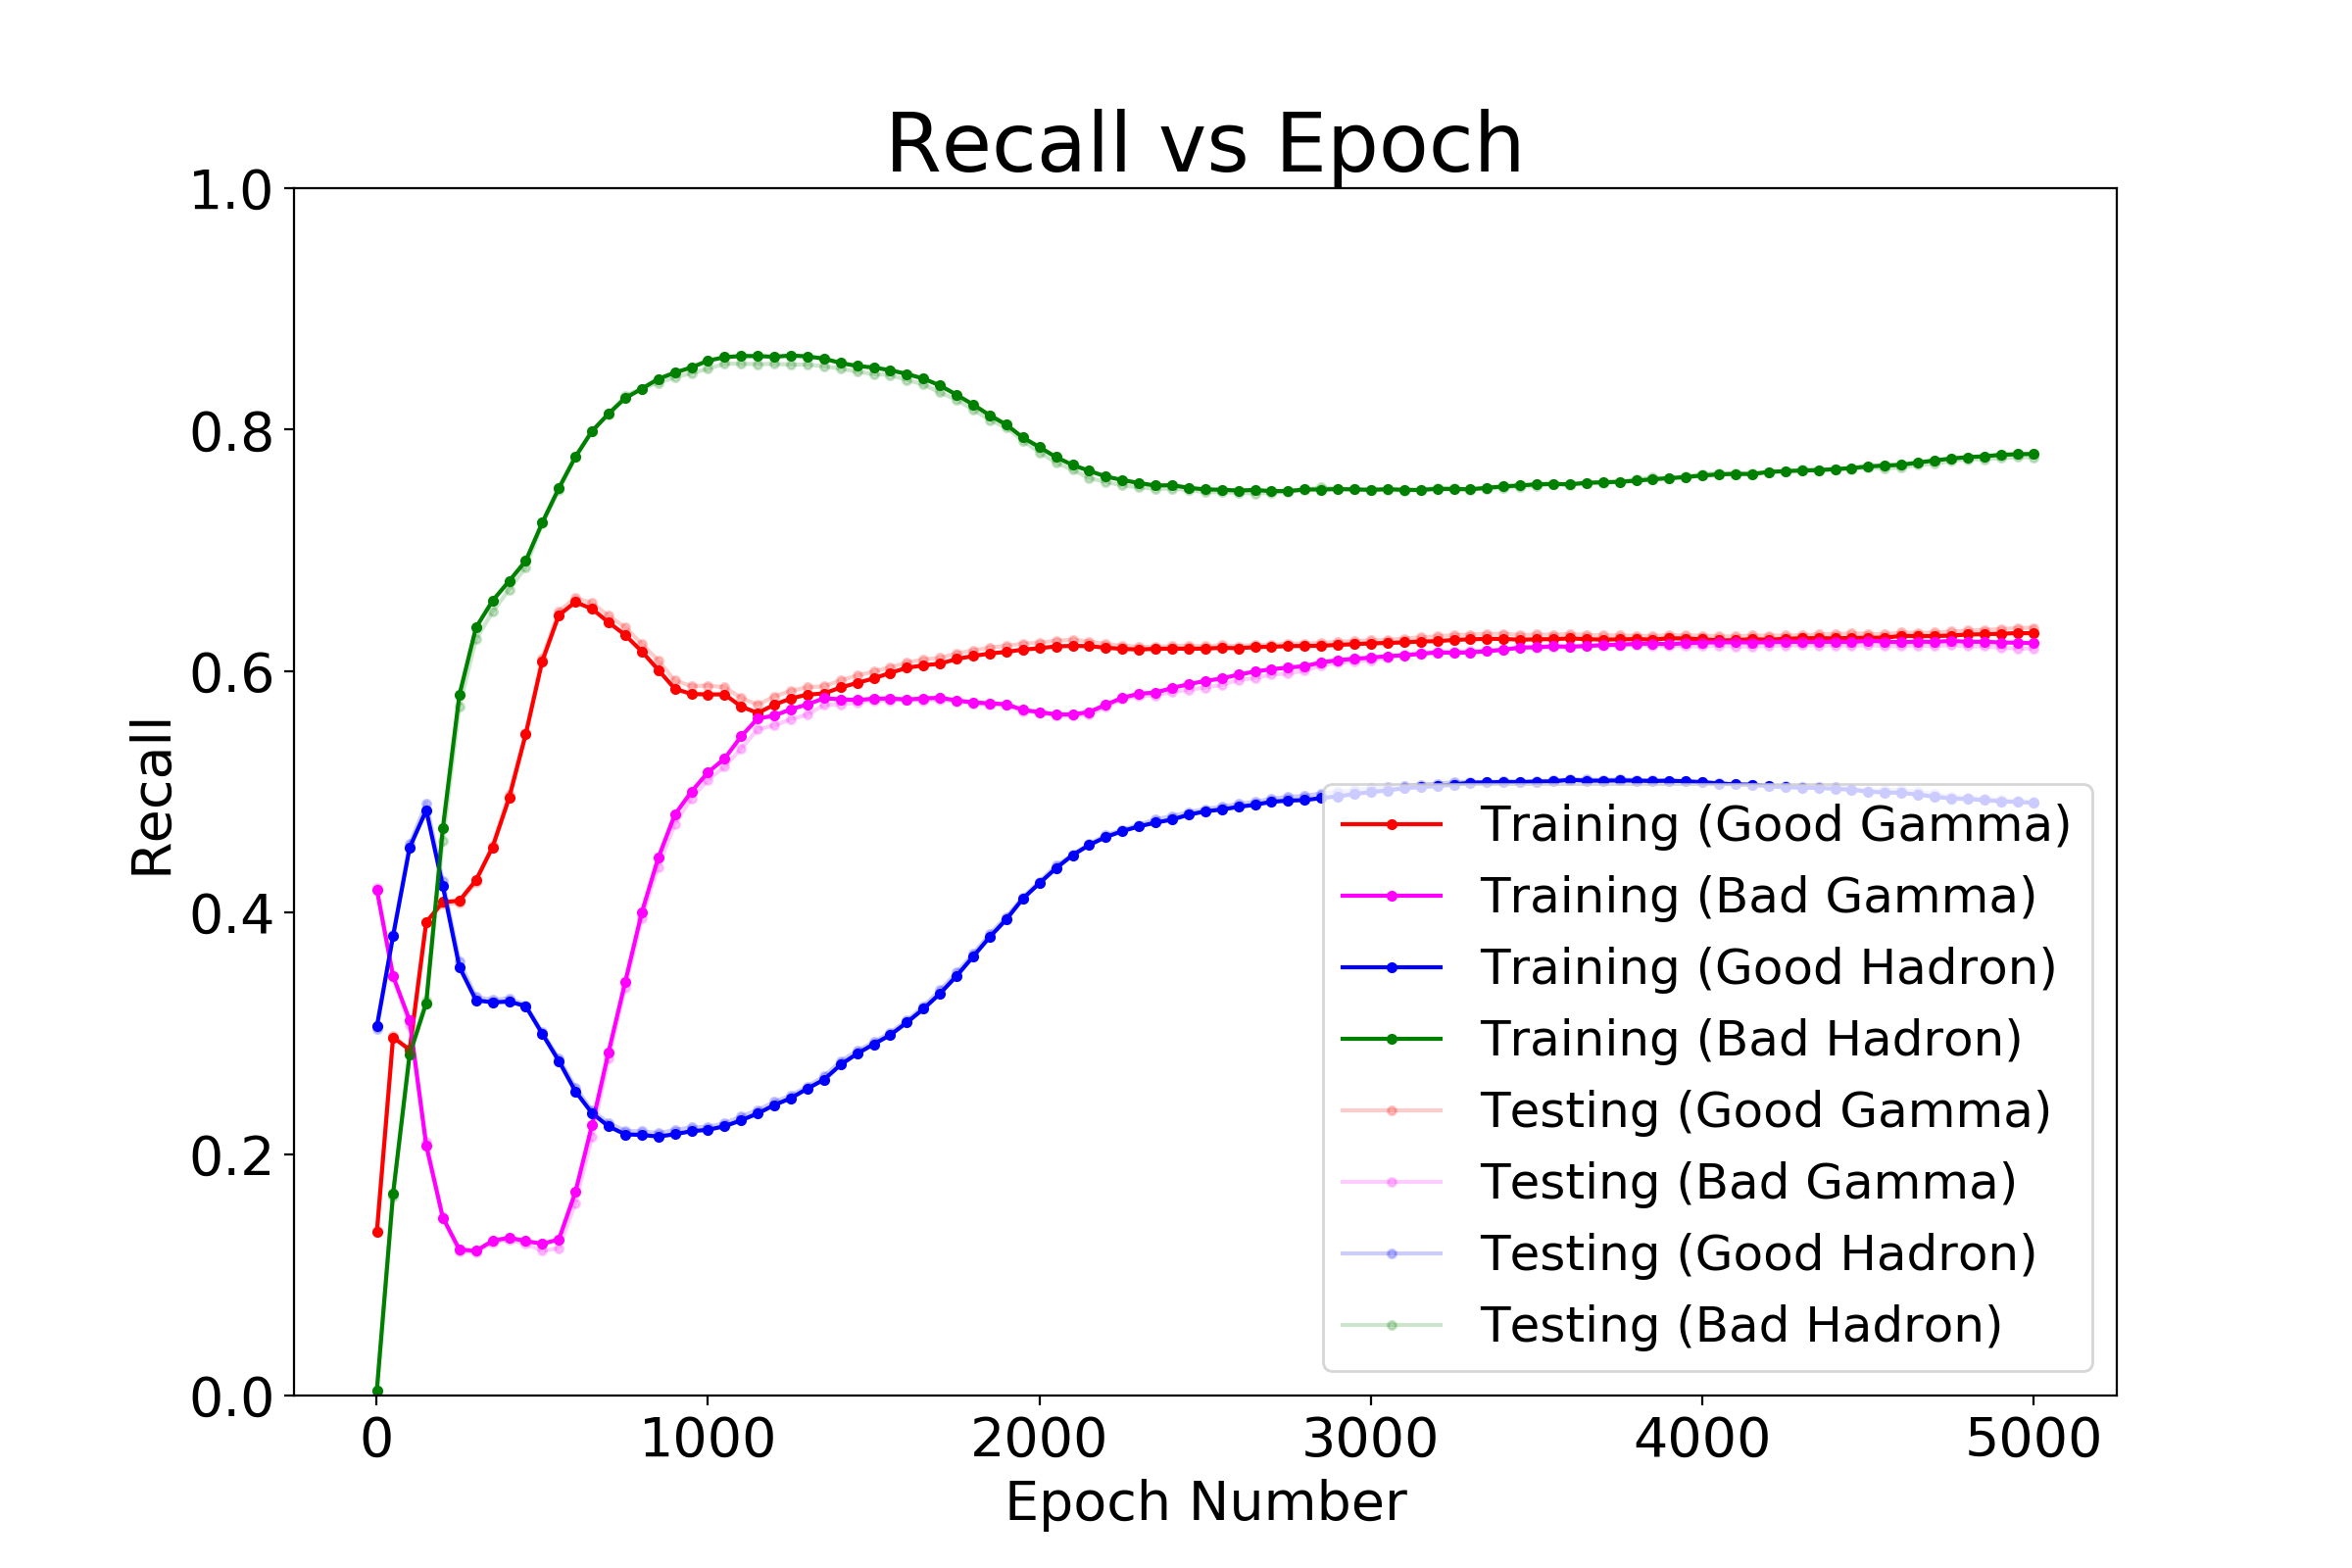 Recall vs Epoch
1.0
0.8
0.6
0.4
0.2
0.0
Recall
0 1000 2000 3000 4000 5000
Epoch Number
Training (Good Gamma)
Training (Bad Gamma)
Training (Good Hadron)
Training (Bad Hadron)
Testing (Good Gamma)
Testing (Bad Gamma)
Testing (Good Hadron)
Testing (Bad Hadron)